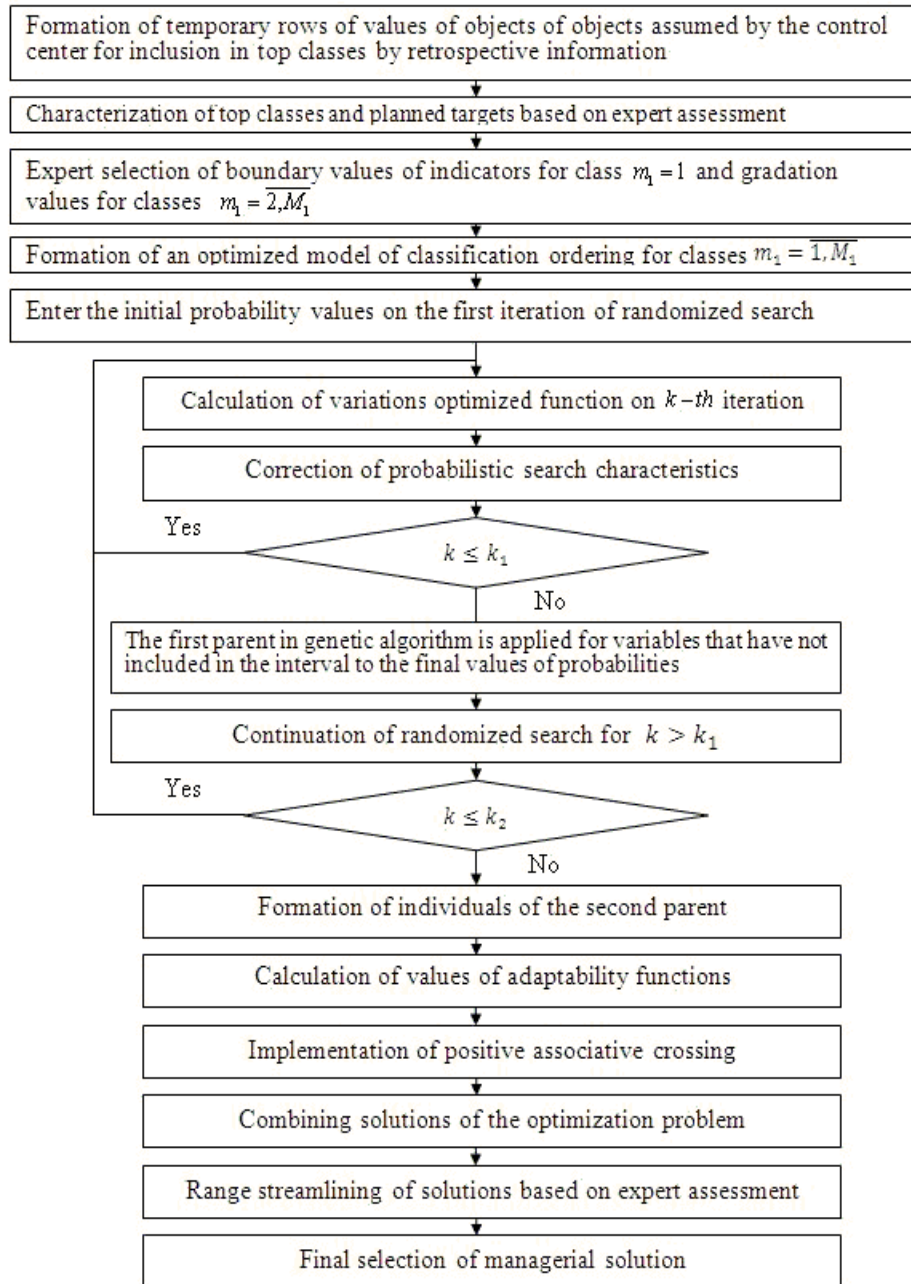 Formation of temporary rows of values of objects of objects assumed by the control
center for inclusion in top classes by retrospective information
Characterization of top classes and planned targets based on expert assessment
Expert selection of boundary values of indicators for class m₁ = 1 and gradation
values for classes m₁ = \overline{2,M₁}
Formation of an optimized model of classification ordering for classes m₁ = \overline{1,M₁}
Enter the initial probability values on the first iteration of randomized search
Calculation of variations optimized function on k–th iteration
Correction of probabilistic search characteristics
Yes
k ≤ k₁
No
The first parent in genetic algorithm is applied for variables that have not
included in the interval to the final values of probabilities
Continuation of randomized search for k > k₁
Yes
k ≤ k₂
No
Formation of individuals of the second parent
Calculation of values of adaptability functions
Implementation of positive associative crossing
Combining solutions of the optimization problem
Range streamlining of solutions based on expert assessment
Final selection of managerial solution